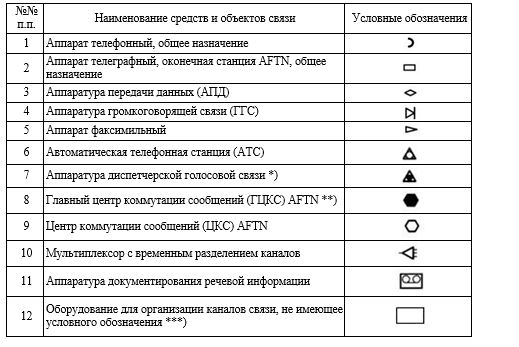 №№ п.п. Наименование средств и объектов связи Условные обозначения
1 Аппарат телефонный, общее назначение
2 Аппарат телеграфный, оконечная станция AFTN, общее
назначение
3 Аппаратура передачи данных (АПД)
4 Аппаратура громкоговорящей связи (ГГС)
5 Аппарат факсимильный
6 Автоматическая телефонная станция (АТС)
7 Аппаратура диспетчерской голосовой связи *)
8 Главный центр коммутации сообщений (ГЦКС) AFTN **)
9 Центр коммутации сообщений (ЦКС) AFTN
10 Мультиплексор с временным разделением каналов
11 Аппаратура документирования речевой информации
12 Оборудование для организации каналов связи, не имеющее
условного обозначения ***)